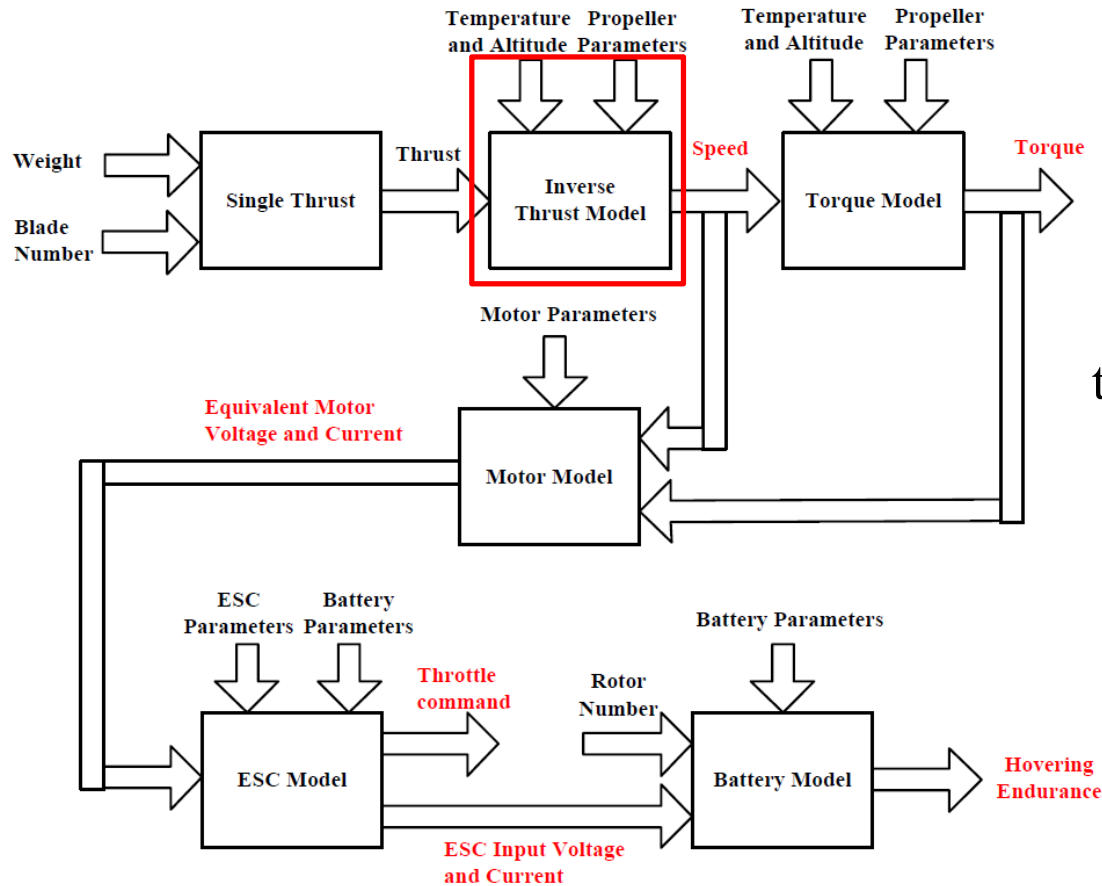 Temperature
and Altitude
Propeller
Parameters
Temperature
and Altitude
Propeller
Parameters
Weight
Blade
Number
Single Thrust
Thrust
Inverse
Thrust Model
Speed
Torque Model
Torque
Motor Parameters
t
Equivalent Motor
Voltage and Current
Motor Model
ESC
Parameters
Battery
Parameters
Battery Parameters
Throttle
command
Rotor
Number
ESC Model
Battery Model
Hovering
Endurance
ESC Input Voltage
and Current